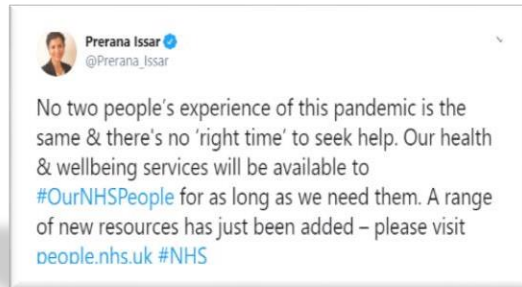 Prerana Issar
@Prerana_Issar
No two people’s experience of this pandemic is the
same & there's no ‘right time’ to seek help. Our health
& wellbeing services will be available to
#OurNHSPeople for as long as we need them. A range
of new resources has just been added – please visit
people.nhs.uk #NHS